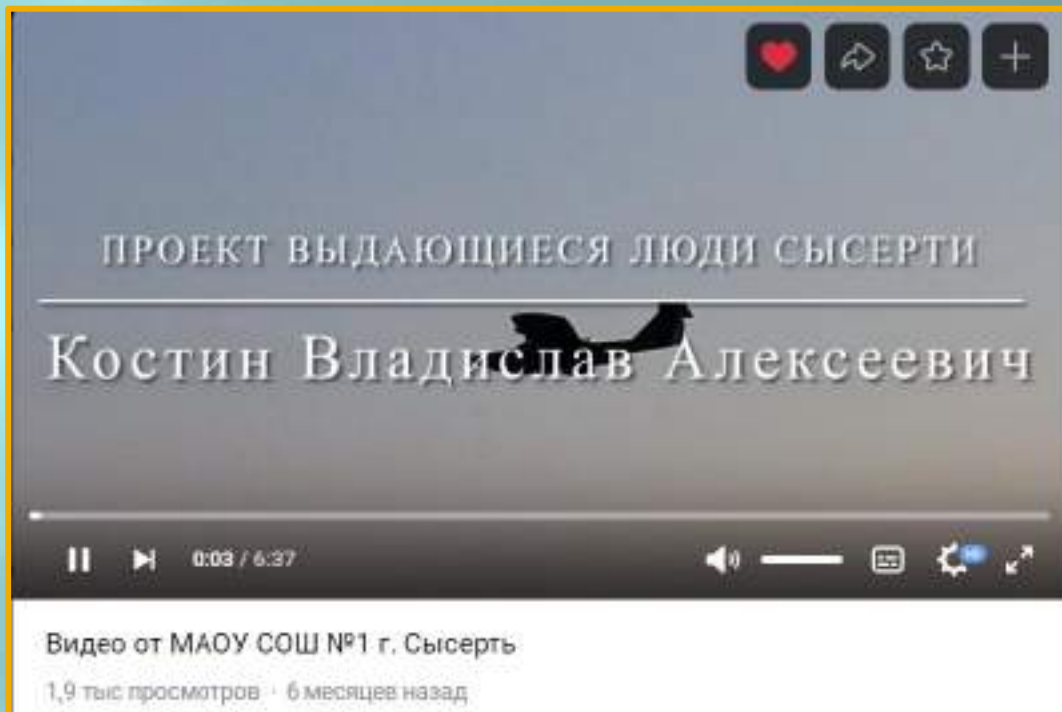 ПРОЕКТ ВЫДАЮЩИЕСЯ ЛЮДИ СЫСЕРТИ
Костин Владислав Алексеевич
0:03 / 6:37
Видео от МАОУ СОШ №1 г. Сысерть
1,9 тыс просмотров · 6 месяцев назад